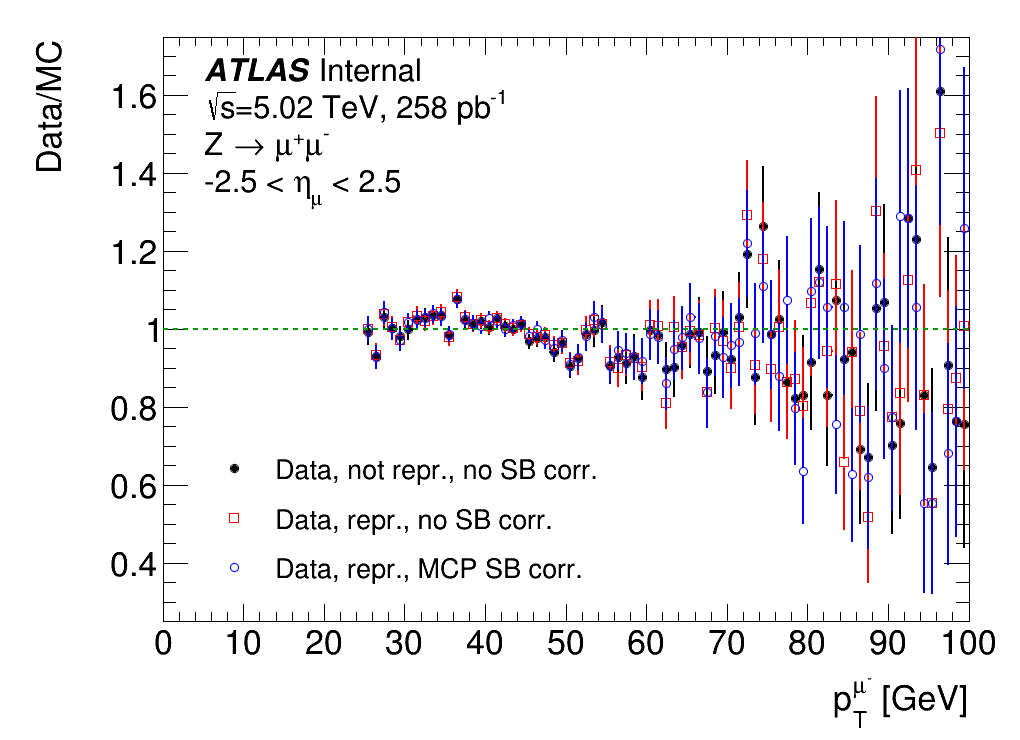 Data/MC
ATLAS Internal
√s=5.02 TeV, 258 pb⁻¹
Z → μ⁺μ⁻
-2.5 < η_μ < 2.5
1.6
1.4
1.2
1
0.8
0.6
0.4
Data, not repr., no SB corr.
Data, repr., no SB corr.
Data, repr., MCP SB corr.
0 10 20 30 40 50 60 70 80 90 100
p_T^μ⁻ [GeV]